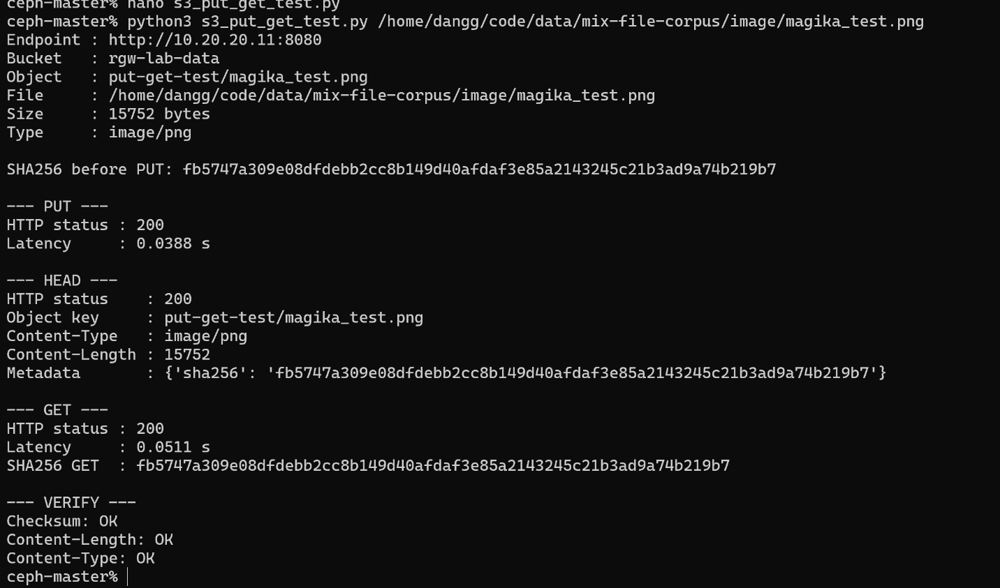 ceph-master% nano s3_put_get_test.py
ceph-master% python3 s3_put_get_test.py /home/dangg/code/data/mix-file-corpus/image/magika_test.png
Endpoint : http://10.20.20.11:8080
Bucket   : rgw-lab-data
Object   : put-get-test/magika_test.png
File     : /home/dangg/code/data/mix-file-corpus/image/magika_test.png
Size     : 15752 bytes
Type     : image/png

SHA256 before PUT: fb5747a309e08dfdebb2cc8b149d40afdaf3e85a2143245c21b3ad9a74b219b7

--- PUT ---
HTTP status : 200
Latency     : 0.0388 s

--- HEAD ---
HTTP status    : 200
Object key     : put-get-test/magika_test.png
Content-Type   : image/png
Content-Length : 15752
Metadata       : {'sha256': 'fb5747a309e08dfdebb2cc8b149d40afdaf3e85a2143245c21b3ad9a74b219b7'}

--- GET ---
HTTP status : 200
Latency     : 0.0511 s
SHA256 GET  : fb5747a309e08dfdebb2cc8b149d40afdaf3e85a2143245c21b3ad9a74b219b7

--- VERIFY ---
Checksum: OK
Content-Length: OK
Content-Type: OK
ceph-master%